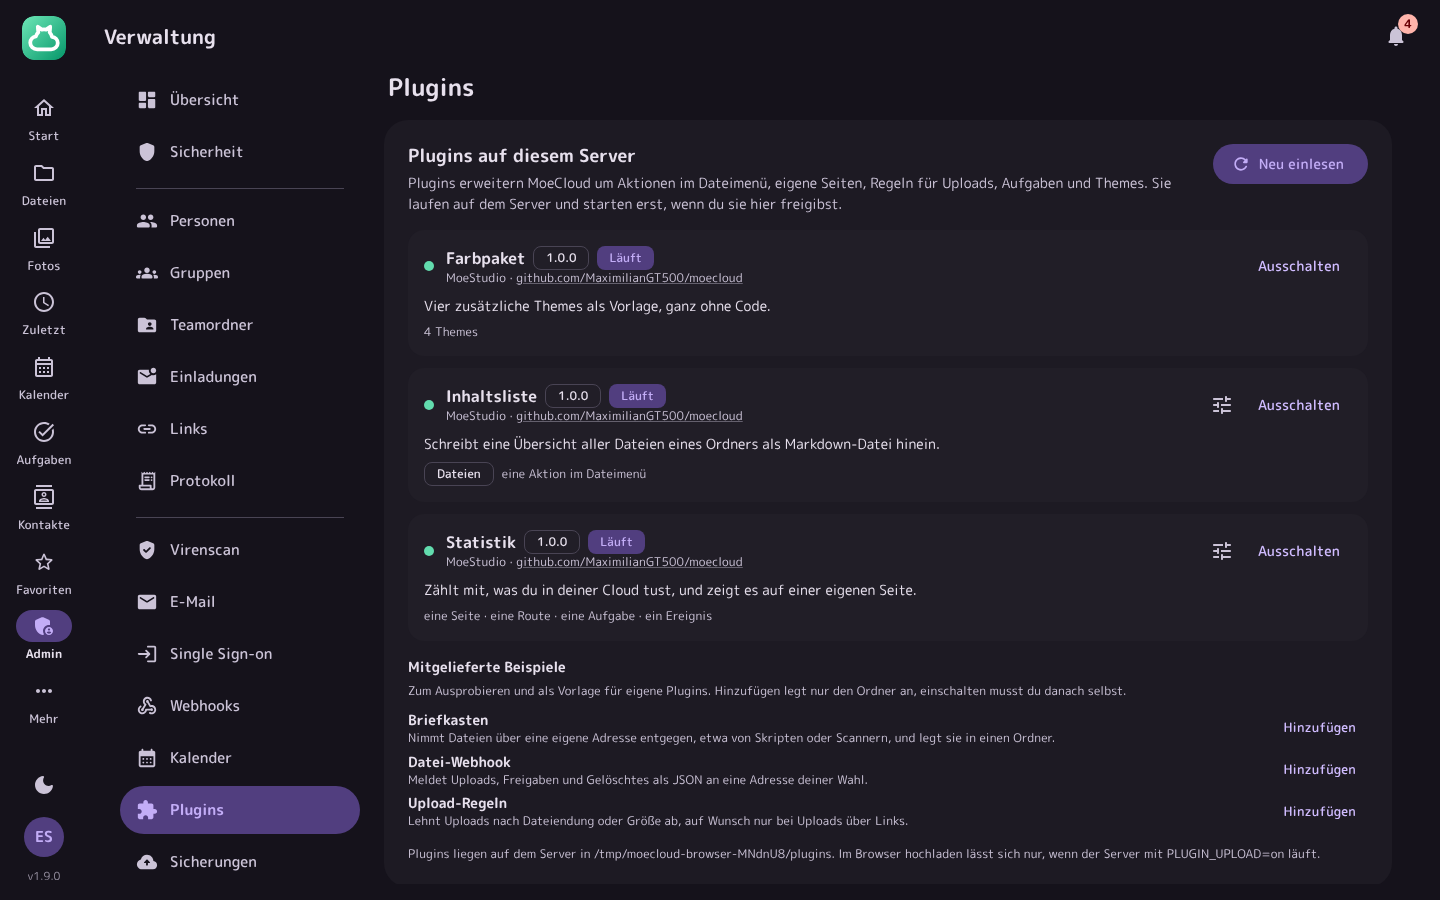 Verwaltung
4
Start
Dateien
Fotos
Zuletzt
Kalender
Aufgaben
Kontakte
Favoriten
Admin
Mehr
ES
v1.9.0
Übersicht
Sicherheit
Personen
Gruppen
Teamordner
Einladungen
Links
Protokoll
Virenscan
E-Mail
Single Sign-on
Webhooks
Kalender
Plugins
Sicherungen
Plugins
Plugins auf diesem Server
Plugins erweitern MoeCloud um Aktionen im Dateimenü, eigene Seiten, Regeln für Uploads, Aufgaben und Themes. Sie
laufen auf dem Server und starten erst, wenn du sie hier freigibst.
Neu einlesen
Farbpaket 1.0.0 Läuft
MoeStudio · github.com/MaximilianGT500/moecloud
Ausschalten
Vier zusätzliche Themes als Vorlage, ganz ohne Code.
4 Themes
Inhaltsliste 1.0.0 Läuft
MoeStudio · github.com/MaximilianGT500/moecloud
Ausschalten
Schreibt eine Übersicht aller Dateien eines Ordners als Markdown-Datei hinein.
Dateien eine Aktion im Dateimenü
Statistik 1.0.0 Läuft
MoeStudio · github.com/MaximilianGT500/moecloud
Ausschalten
Zählt mit, was du in deiner Cloud tust, und zeigt es auf einer eigenen Seite.
eine Seite · eine Route · eine Aufgabe · ein Ereignis
Mitgelieferte Beispiele
Zum Ausprobieren und als Vorlage für eigene Plugins. Hinzufügen legt nur den Ordner an, einschalten musst du danach selbst.
Briefkasten
Nimmt Dateien über eine eigene Adresse entgegen, etwa von Skripten oder Scannern, und legt sie in einen Ordner.
Hinzufügen
Datei-Webhook
Meldet Uploads, Freigaben und Gelöschtes als JSON an eine Adresse deiner Wahl.
Hinzufügen
Upload-Regeln
Lehnt Uploads nach Dateiendung oder Größe ab, auf Wunsch nur bei Uploads über Links.
Hinzufügen
Plugins liegen auf dem Server in /tmp/moecloud-browser-MNdnU8/plugins. Im Browser hochladen lässt sich nur, wenn der Server mit PLUGIN_UPLOAD=on läuft.